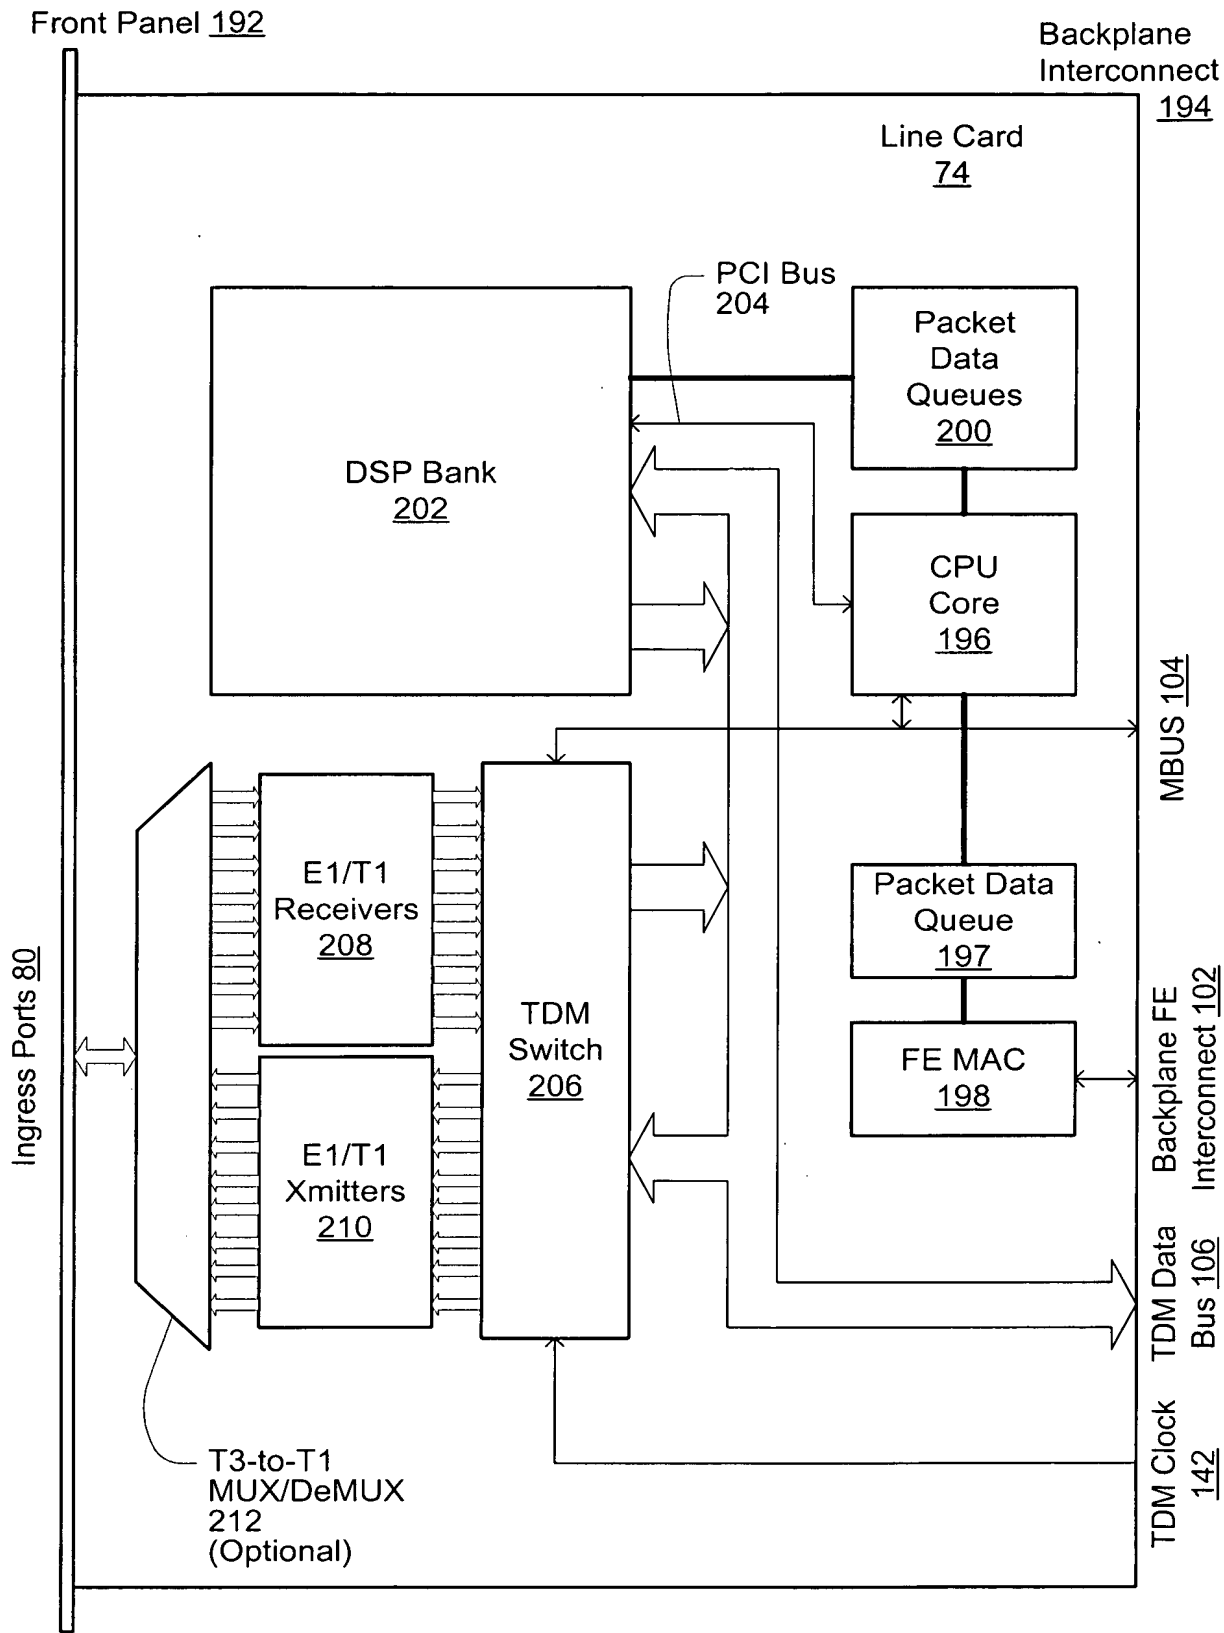 Front Panel 192
Backplane
Interconnect
194
Line Card
74
PCI Bus
204
Packet
Data
Queues
200
DSP Bank
202
CPU
Core
196
MBUS 104
E1/T1
Receivers
208
Packet Data
Queue
197
TDM
Switch
206
FE MAC
198
Backplane FE
Interconnect 102
Ingress Ports 80
E1/T1
Xmitters
210
TDM Data
Bus 106
TDM Clock
142
T3-to-T1
MUX/DeMUX
212
(Optional)